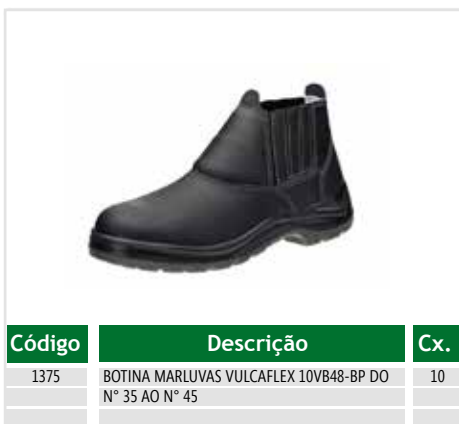 Código Descrição Cx.
1375 BOTINA MARLUVAS VULCAFLEX 10VB48-BP DO 10
N° 35 AO N° 45